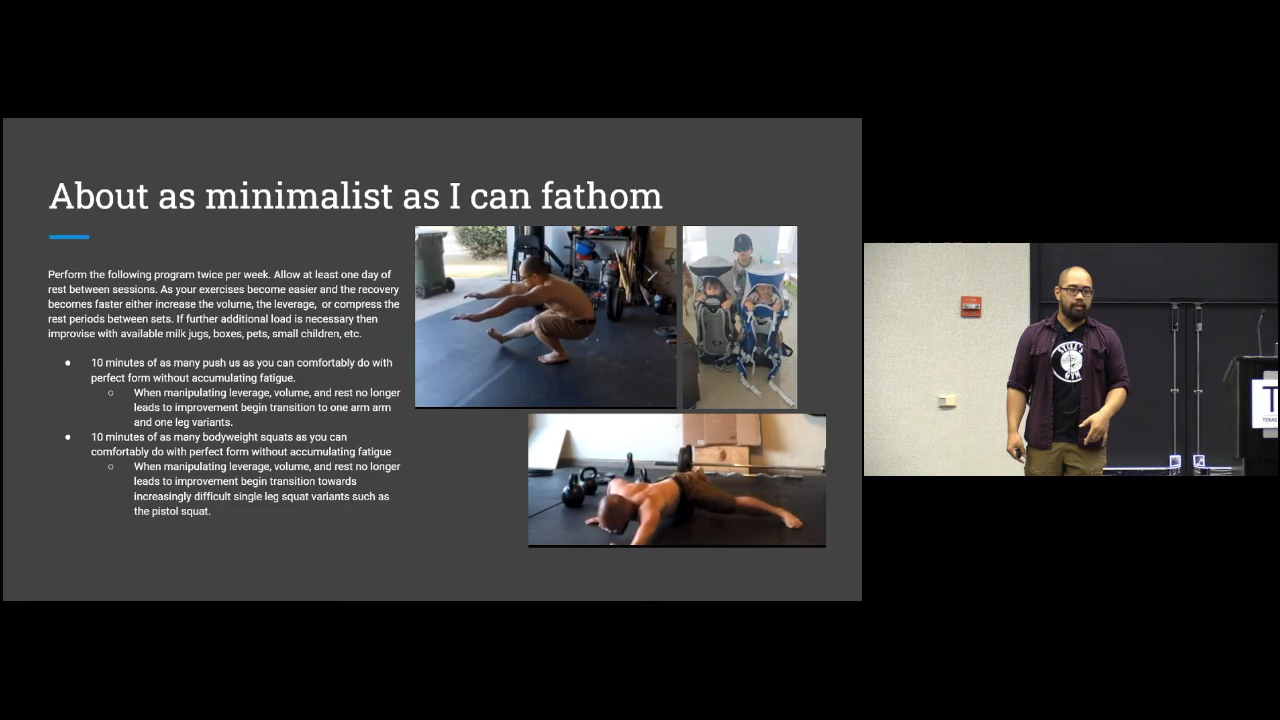 About as minimalist as I can fathom
Perform the following program twice per week. Allow at least one day of
rest between sessions. As your exercises become easier and the recovery
becomes faster either increase the volume, the leverage, or compress the
rest periods between sets. If further additional load is necessary then
improvise with available milk jugs, boxes, pets, small children, etc.
● 10 minutes of as many push us as you can comfortably do with
perfect form without accumulating fatigue.
○ When manipulating leverage, volume, and rest no longer
leads to improvement begin transition to one arm arm
and one leg variants.
● 10 minutes of as many bodyweight squats as you can
comfortably do with perfect form without accumulating fatigue
○ When manipulating leverage, volume, and rest no longer
leads to improvement begin transition towards
increasingly difficult single leg squat variants such as
the pistol squat.
FIRE
GYM
TEXAS